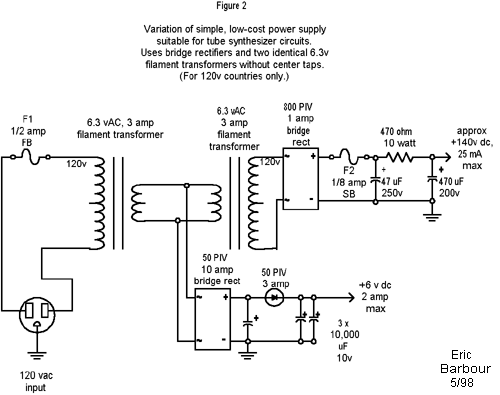 Figure 2
Variation of simple, low-cost power supply
suitable for tube synthesizer circuits.
Uses bridge rectifiers and two identical 6.3v
filament transformers without center taps.
(For 120v countries only.)
F1
1/2 amp
FB
6.3 vAC, 3 amp
filament transformer
120v
6.3 vAC
3 amp
filament
transformer
120v
800 PIV
1 amp
bridge
rect
~
~
+
-
F2
1/8 amp
SB
470 ohm
10 watt
+
47 uF
250v
+
470 uF
200v
approx
+140v dc,
25 mA
max
50 PIV
10 amp
bridge rect
~
~
+
-
50 PIV
3 amp
+
+
+
3 x
10,000
uF
10v
+6 v dc
2 amp
max
120 vac
input
Eric
Barbour
5/98